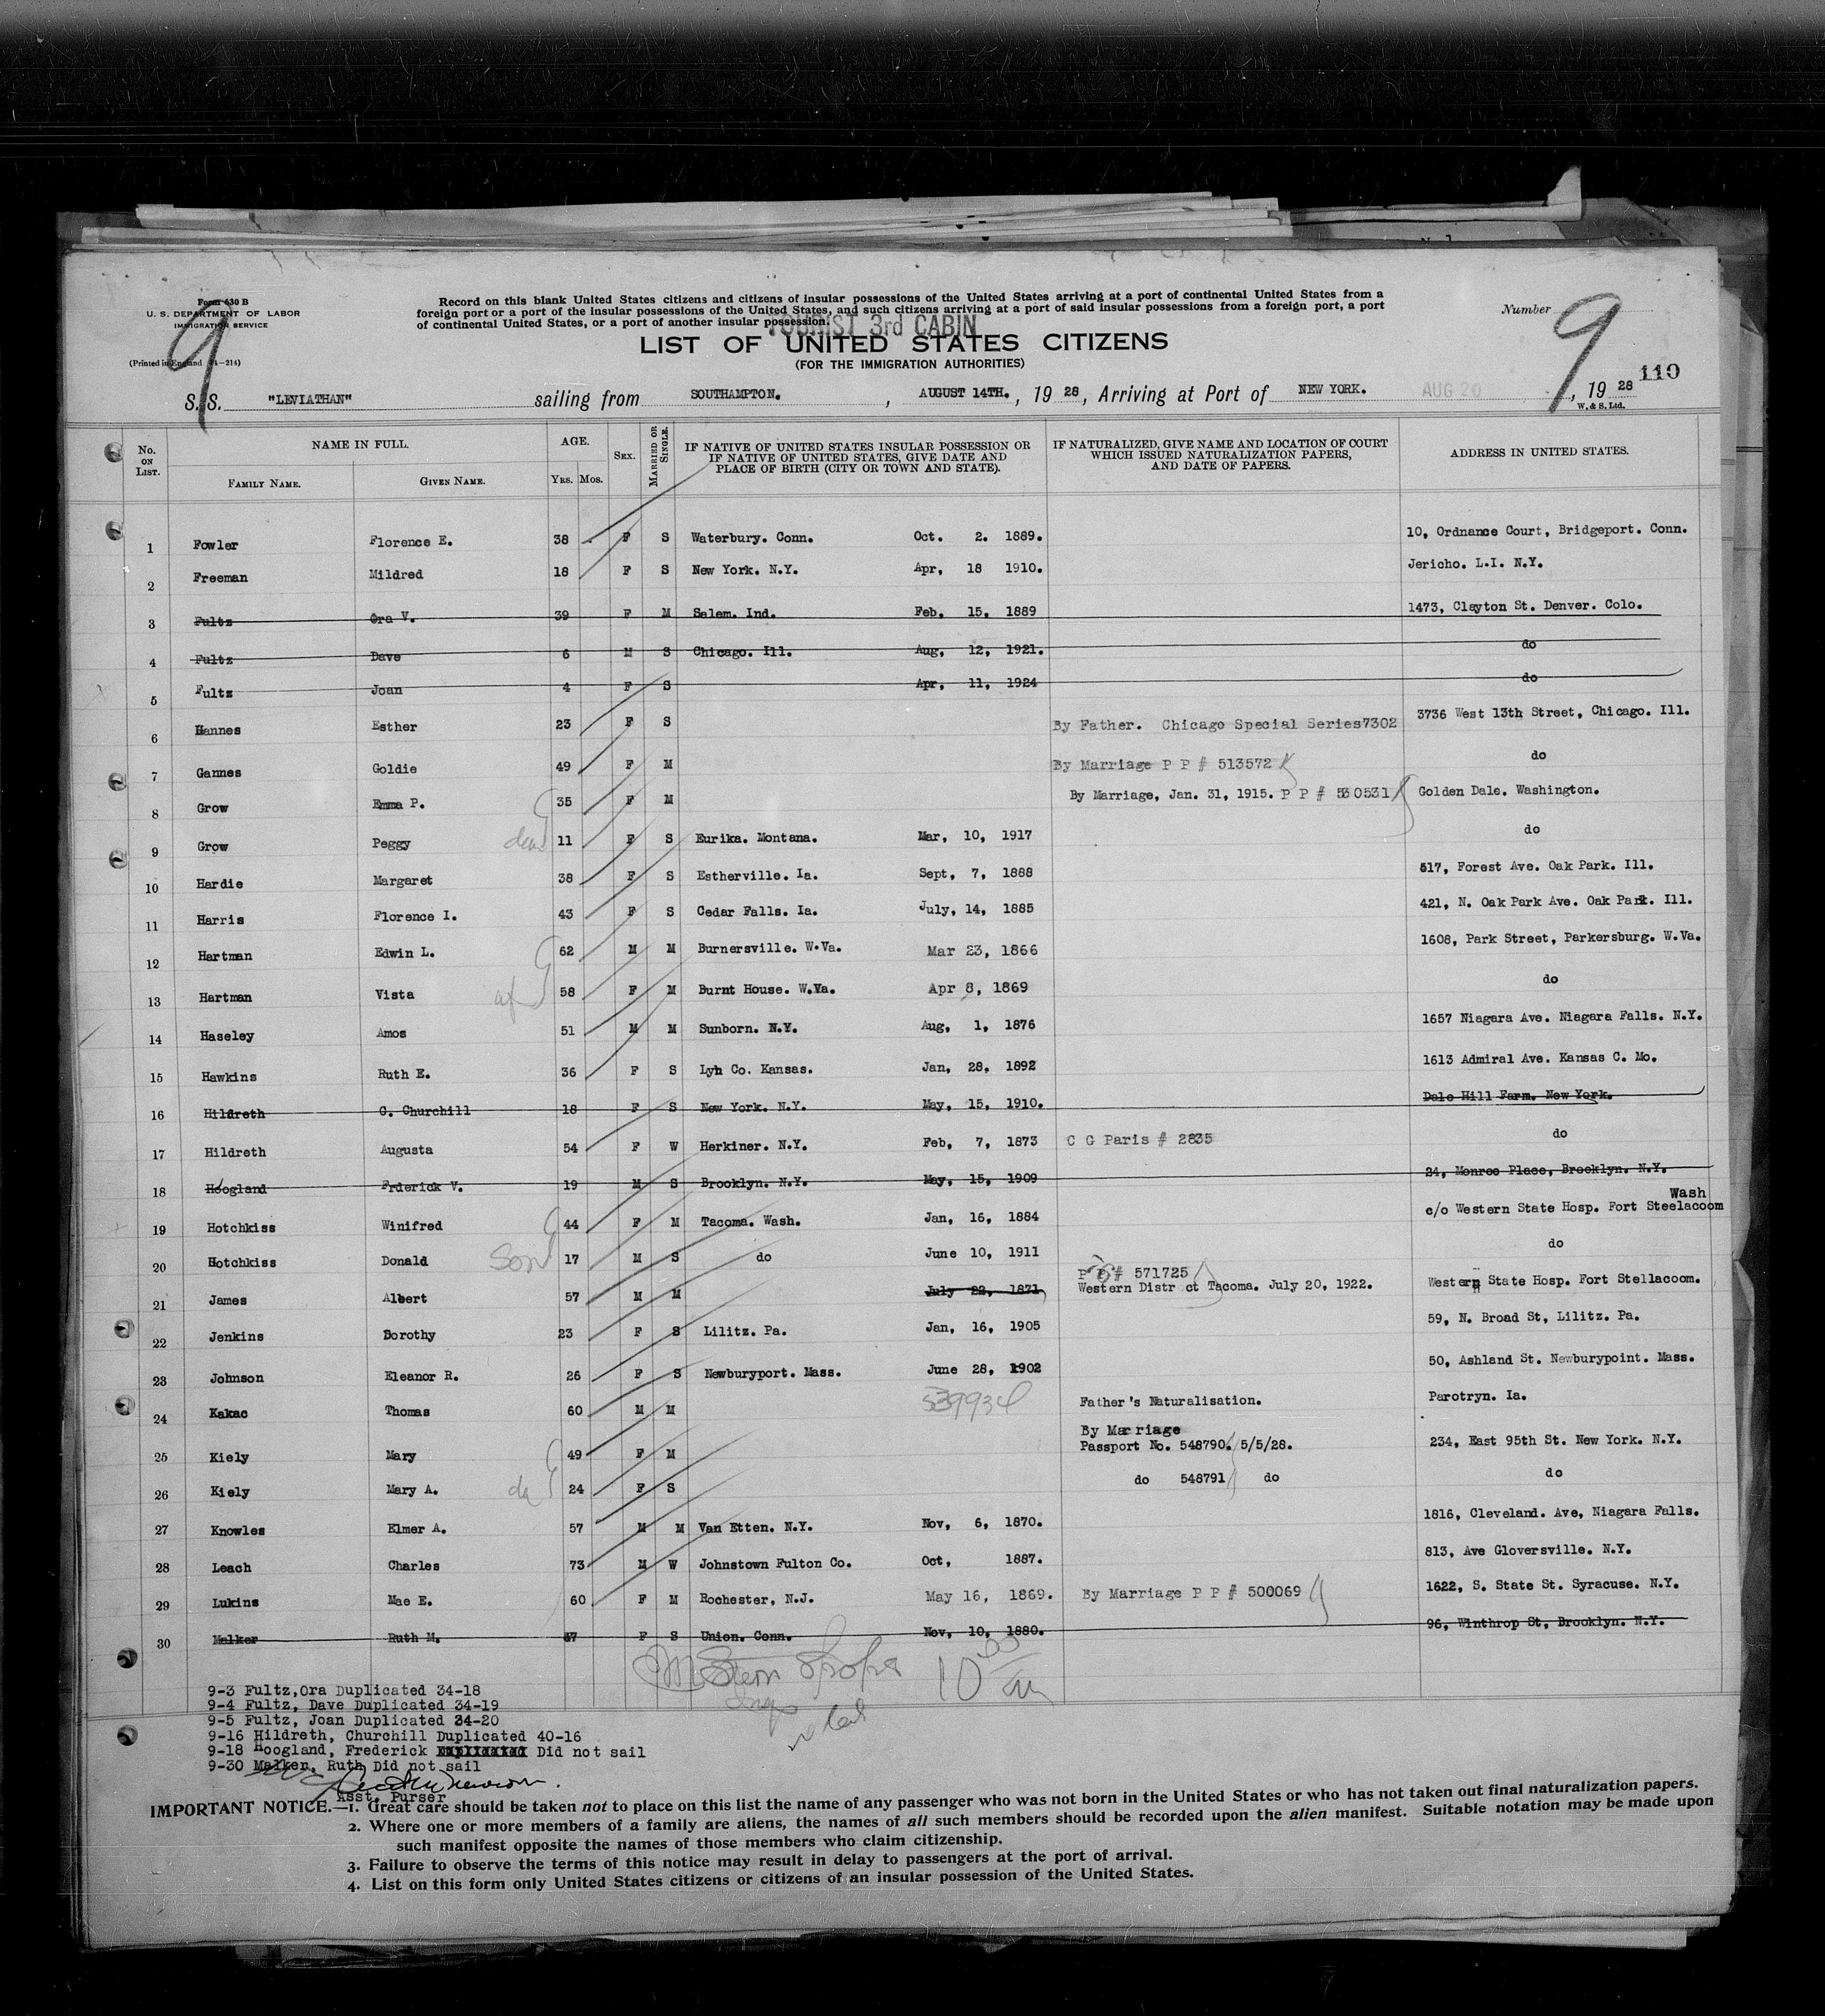 Form 630 B
U. S. DEPARTMENT OF LABOR
IMMIGRATION SERVICE
(Printed in England 24—214)
9
Record on this blank United States citizens and citizens of insular possessions of the United States arriving at a port of continental United States from a
foreign port or a port of the insular possessions of the United States, and such citizens arriving at a port of said insular possessions from a foreign port, a port
of continental United States, or a port of another insular possession.
TOURIST 3rd CABIN
Number 9
LIST OF UNITED STATES CITIZENS
(FOR THE IMMIGRATION AUTHORITIES)
110
S.S. "LEVIATHAN" sailing from SOUTHAMPTON. , AUGUST 14TH. , 19 28 , Arriving at Port of NEW YORK. AUG 20 , 19 28
W. & S. Ltd.
No. ON LIST. NAME IN FULL. FAMILY NAME. GIVEN NAME. AGE. YRS. MOS. SEX. MARRIED OR SINGLE. IF NATIVE OF UNITED STATES INSULAR POSSESSION OR IF NATIVE OF UNITED STATES, GIVE DATE AND PLACE OF BIRTH (CITY OR TOWN AND STATE). IF NATURALIZED, GIVE NAME AND LOCATION OF COURT WHICH ISSUED NATURALIZATION PAPERS, AND DATE OF PAPERS. ADDRESS IN UNITED STATES.
1 Fowler Florence E. 38 F S Waterbury. Conn. Oct. 2. 1889. 10, Ordnance Court, Bridgeport. Conn.
2 Freeman Mildred 18 F S New York. N.Y. Apr, 18 1910. Jericho. L.I. N.Y.
3 Fultz Ora V. 39 F M Salem. Ind. Feb, 15, 1889 1473, Clayton St. Denver. Colo.
4 Fultz Dave 6 M S Chicago. Ill. Aug, 12, 1921. do
5 Fultz Joan 4 F S Apr, 11, 1924 do
6 Hannes Esther 23 F S By Father. Chicago Special Series7302 3736 West 13th Street, Chicago. Ill.
7 Gannes Goldie 49 F M By Marriage P P # 513572 do
8 Grow Emma P. 35 F M By Marriage, Jan. 31, 1915. P P # 530531 Golden Dale. Washington.
9 Grow Peggy dau 11 F S Eurika. Montana. Mar, 10, 1917 do
10 Hardie Margaret 38 F S Estherville. Ia. Sept, 7, 1888 517, Forest Ave. Oak Park. Ill.
11 Harris Florence I. 43 F S Cedar Falls. Ia. July, 14, 1885 421, N. Oak Park Ave. Oak Park. Ill.
12 Hartman Edwin L. 62 M M Burnersville. W.Va. Mar 23, 1866 1608, Park Street, Parkersburg. W.Va.
13 Hartman Vista 58 F M Burnt House. W.Va. Apr 8, 1869 do
14 Haseley Amos 51 M M Sunborn. N.Y. Aug, 1, 1876 1657 Niagara Ave. Niagara Falls. N.Y.
15 Hawkins Ruth E. 36 F S Lyh Co. Kansas. Jan, 28, 1892 1613 Admiral Ave. Kansas C. Mo.
16 Hildreth C. Churchill 18 F S New York. N.Y. May, 15, 1910. Dale Hill Farm. New York.
17 Hildreth Augusta 54 F W Herkiner. N.Y. Feb, 7, 1873 C G Paris # 2835 do
18 Hoogland Frderick V. 19 M S Brooklyn. N.Y. May, 15, 1909 24, Monroe Place, Brooklyn. N.Y.
19 Hotchkiss Winifred 44 F M Tacoma. Wash. Jan, 16, 1884 c/o Western State Hosp. Fort Steelacoom Wash
20 Hotchkiss Donald son 17 M S do June 10, 1911 do
21 James Albert 57 M M July 22, 1871 P P # 571725 Western Distr ct Tacoma. July 20, 1922. Western State Hosp. Fort Stellacoom.
22 Jenkins Dorothy 23 F S Lilitz. Pa. Jan, 16, 1905 59, N. Broad St, Lilitz. Pa.
23 Johnson Eleanor R. 26 F S Newburyport. Mass. June 28, 1902 50, Ashland St. Newburypoint. Mass.
24 Kakac Thomas 60 M M 539934 Father's Naturalisation. Parotryn. Ia.
25 Kiely Mary 49 F M By Marriage Passport No. 548790. 5/5/28. 234, East 95th St. New York. N.Y.
26 Kiely Mary A. da 24 F S do 548791 do do
27 Knowles Elmer A. 57 M M Van Etten. N.Y. Nov, 6, 1870. 1816, Cleveland. Ave, Niagara Falls.
28 Leach Charles 73 M W Johnstown Fulton Co. Oct, 1887. 813, Ave Gloversville. N.Y.
29 Lukins Mae E. 60 F M Rochester, N.J. May 16, 1869. By Marriage P P # 500069 1622, S. State St. Syracuse. N.Y.
30 Malker Ruth M. 47 F S Union. Conn. Nov, 10, 1880. 96, Winthrop St, Brooklyn. N.Y.
9-3 Fultz,Ora Duplicated 34-18
9-4 Fultz, Dave Duplicated 34-19
9-5 Fultz, Joan Duplicated 34-20
9-16 Hildreth, Churchill Duplicated 40-16
9-18 Hoogland, Frederick Duplicated Did not sail
9-30 Malker, Ruth Did not sail
Asst. Purser
IMPORTANT NOTICE.—1. Great care should be taken not to place on this list the name of any passenger who was not born in the United States or who has not taken out final naturalization papers.
2. Where one or more members of a family are aliens, the names of all such members should be recorded upon the alien manifest. Suitable notation may be made upon
such manifest opposite the names of those members who claim citizenship.
3. Failure to observe the terms of this notice may result in delay to passengers at the port of arrival.
4. List on this form only United States citizens or citizens of an insular possession of the United States.